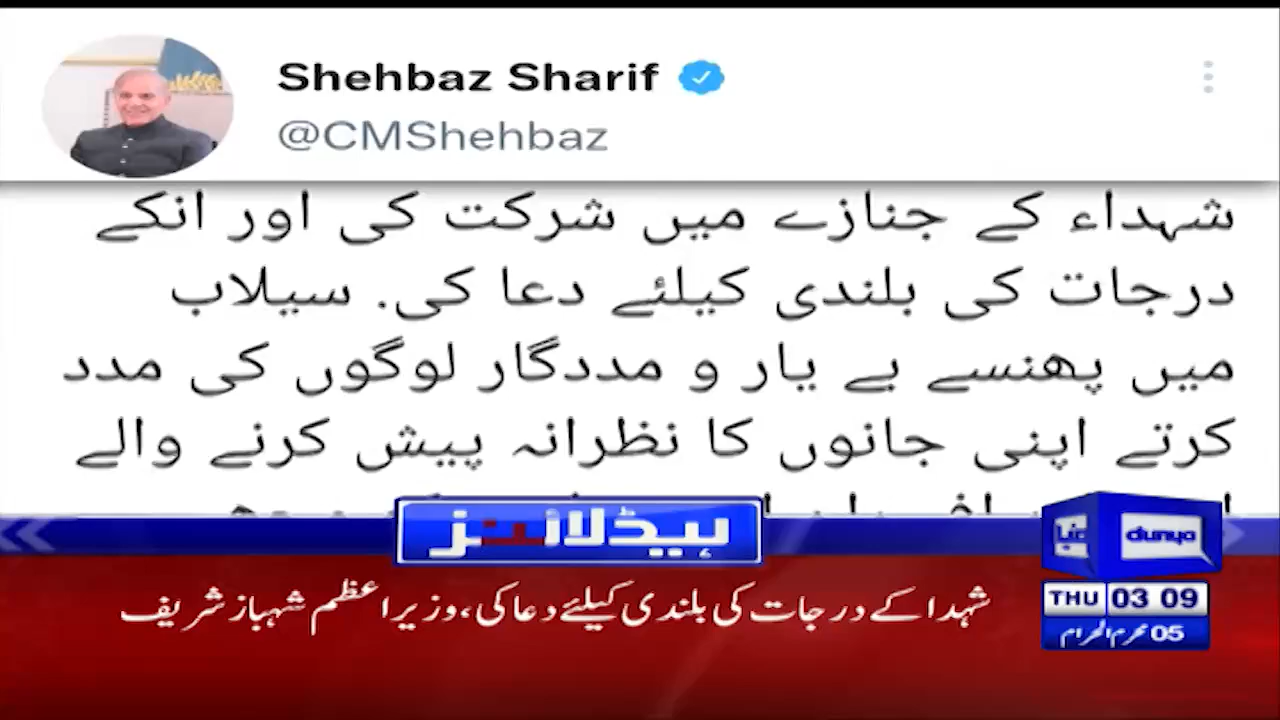 Shehbaz Sharif
@CMShehbaz
شہداء کے جنازے میں شرکت کی اور انکے
درجات کی بلندی کیلئے دعا کی. سیلاب
میں پھنسے بے یار و مددگار لوگوں کی مدد
کرتے اپنی جانوں کا نظرانہ پیش کرنے والے
ہیڈلائنز
دنیا dunya
شہدا کے درجات کی بلندی کیلئے دعا کی، وزیراعظم شہباز شریف
THU 03 09
05 محرم الحرام